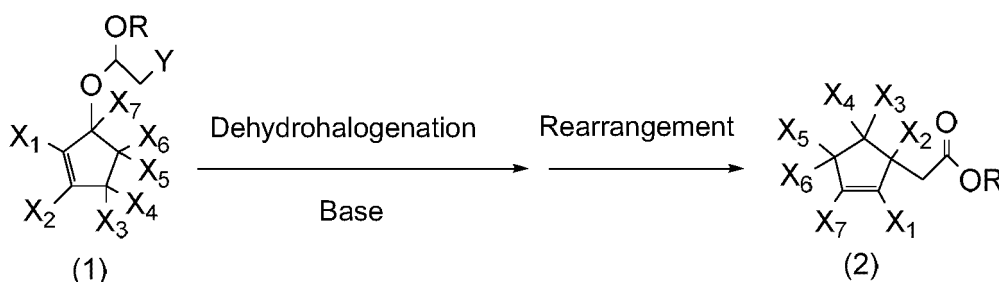 OR
Y
O
X7
X1
X6
X5
X2
X4
X3
(1)
Dehydrohalogenation
Base
Rearrangement
X4
X3
X5
X2
O
X6
OR
X7
X1
(2)